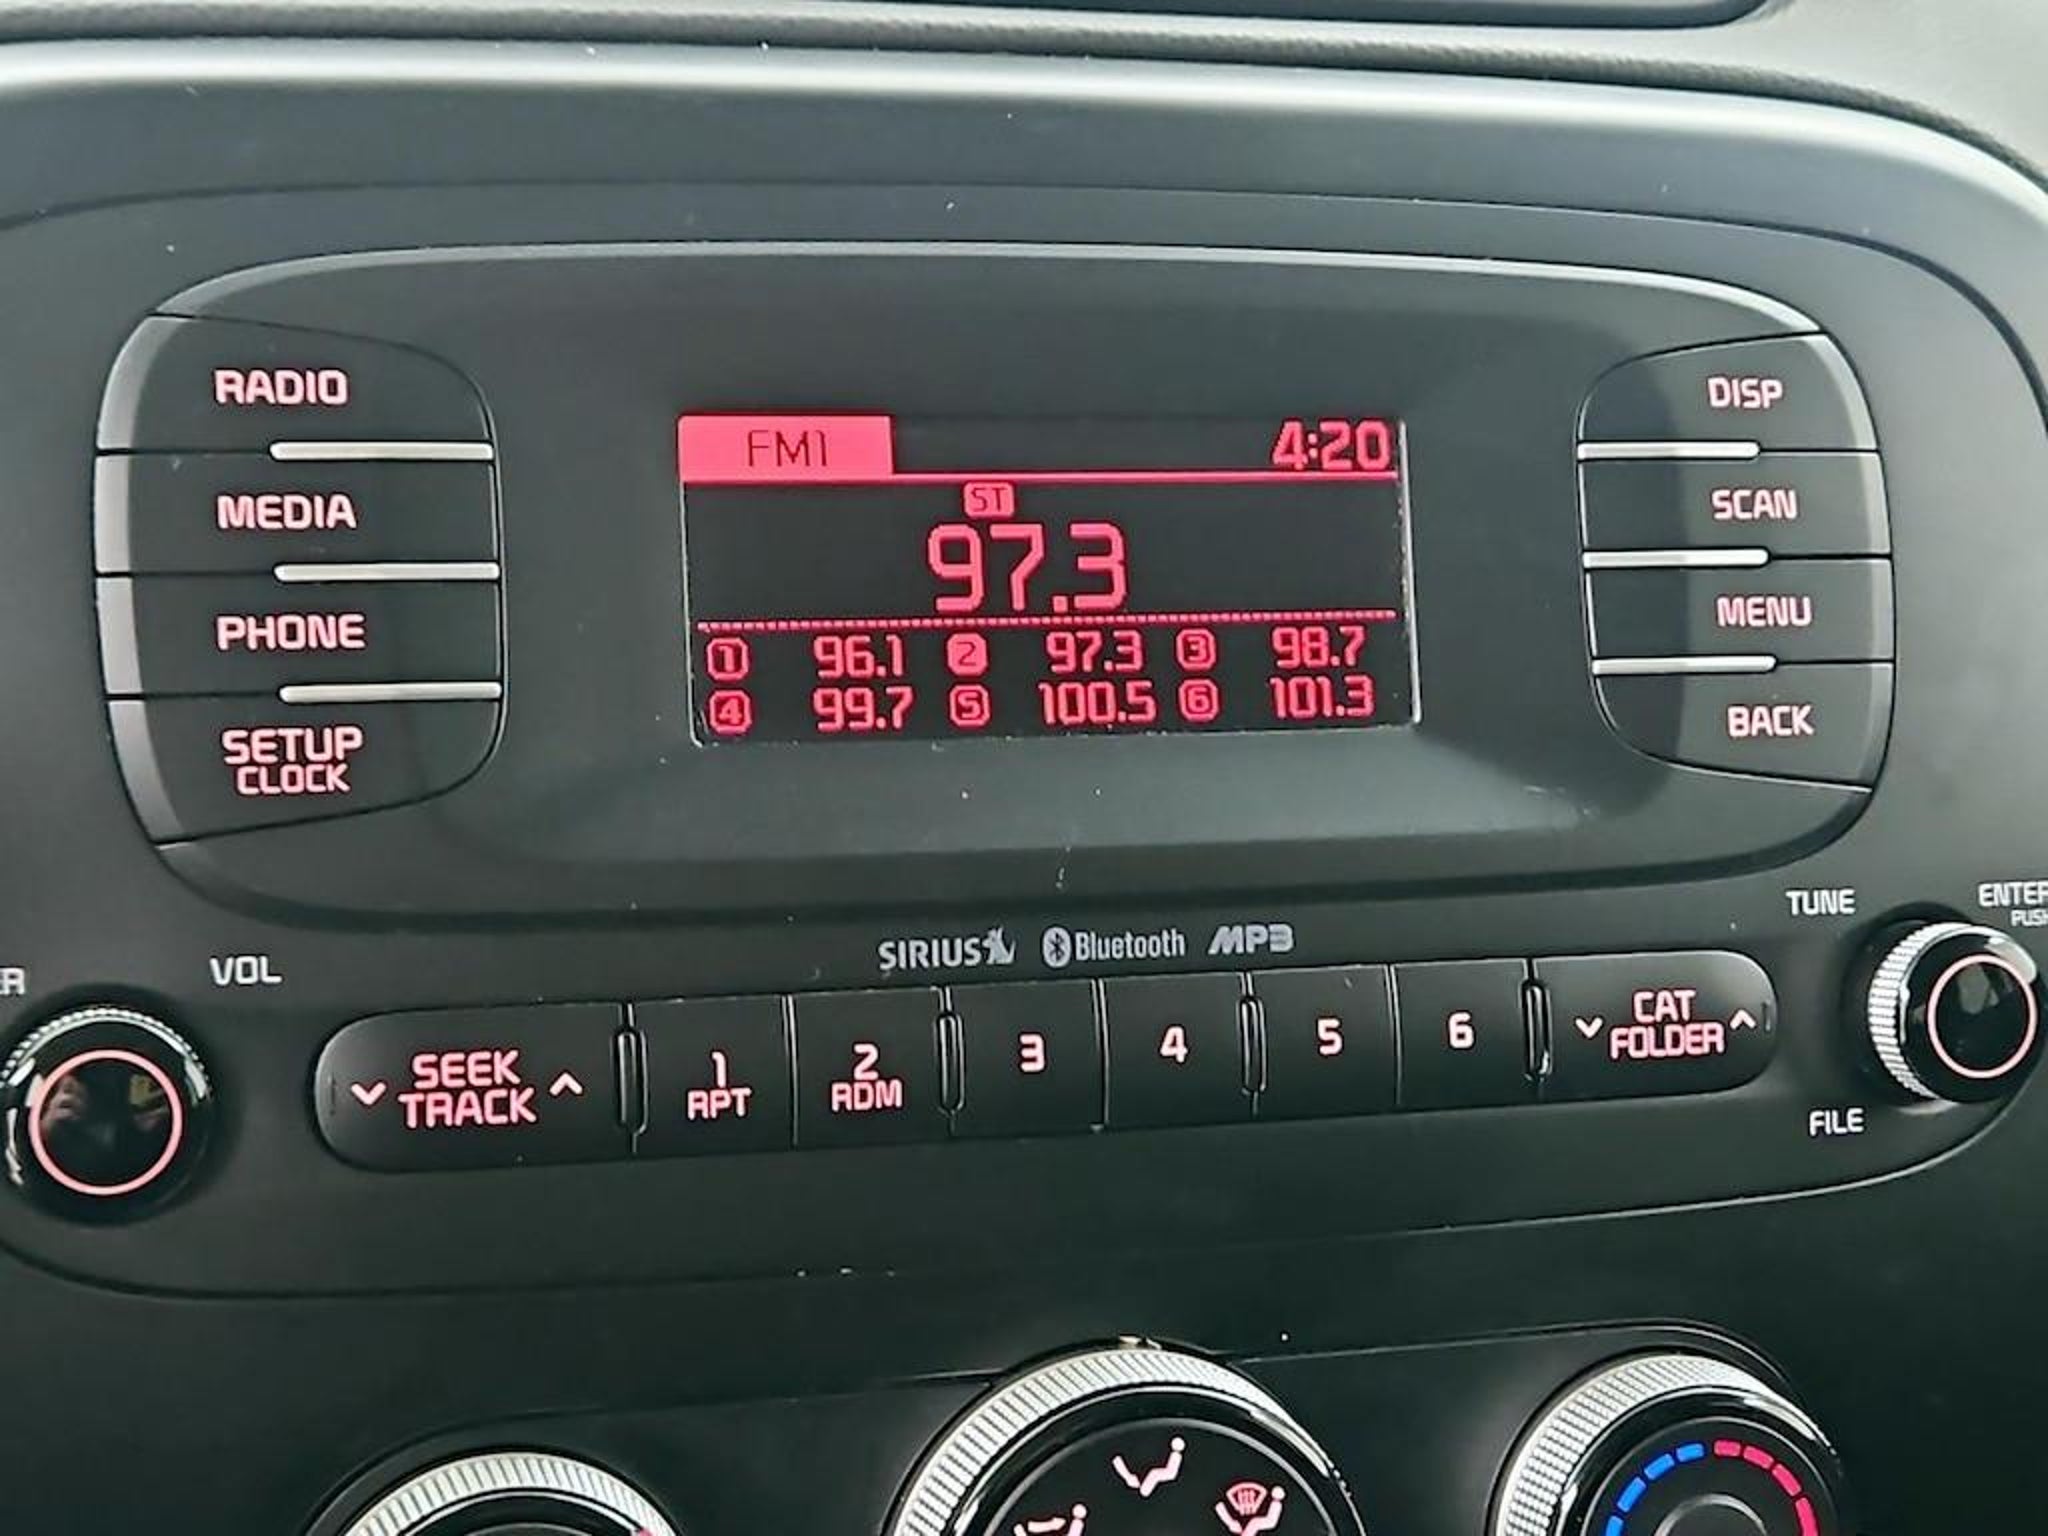 RADIO
MEDIA
PHONE
SETUP
CLOCK
FM1 4:20
ST
97.3
1 96.1 2 97.3 3 98.7
4 99.7 5 100.5 6 101.3
DISP
SCAN
MENU
BACK
VOL
SIRIUS Bluetooth MP3
TUNE
ENTER
PUSH
SEEK
TRACK
1
RPT
2
RDM
3
4
5
6
CAT
FOLDER
FILE